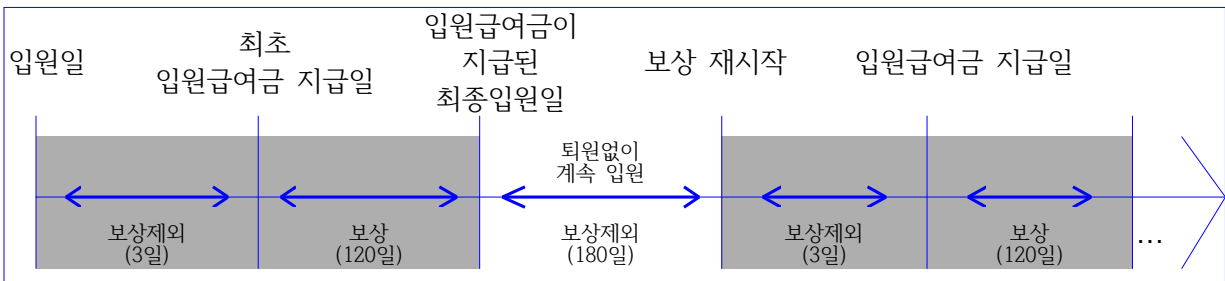 입원일
최초
입원급여금 지급일
입원급여금이
지급된
최종입원일
보상 재시작
입원급여금 지급일
퇴원없이
계속 입원
보상제외
(3일)
보상
(120일)
보상제외
(180일)
보상제외
(3일)
보상
(120일)
...